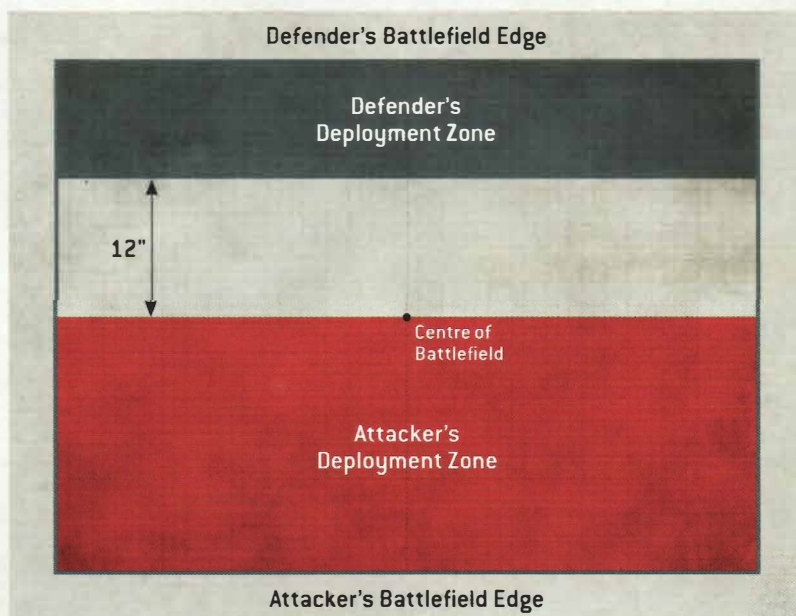 Defender's Battlefield Edge
Defender's
Deployment Zone
12"
Centre of
Battlefield
Attacker's
Deployment Zone
Attacker's Battlefield Edge